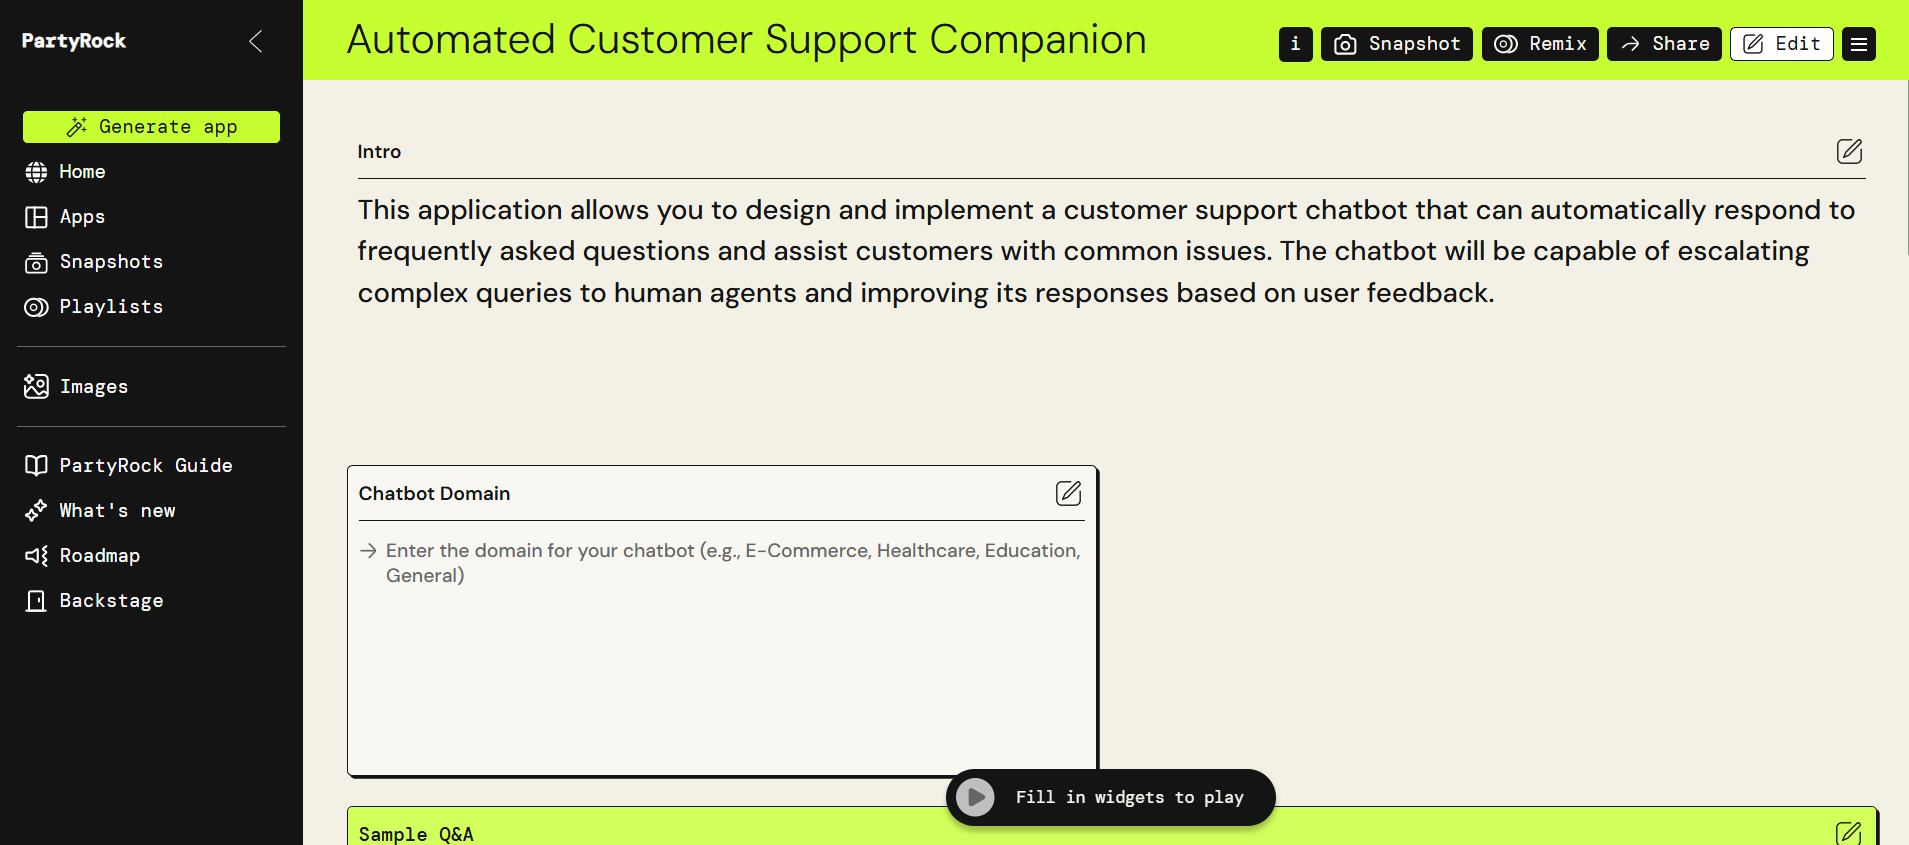 PartyRock
Automated Customer Support Companion
i
Snapshot
Remix
Share
Edit
Generate app
Home
Apps
Snapshots
Playlists
Images
PartyRock Guide
What's new
Roadmap
Backstage
Intro
This application allows you to design and implement a customer support chatbot that can automatically respond to
frequently asked questions and assist customers with common issues. The chatbot will be capable of escalating
complex queries to human agents and improving its responses based on user feedback.
Chatbot Domain
Enter the domain for your chatbot (e.g., E-Commerce, Healthcare, Education,
General)
Fill in widgets to play
Sample Q&A